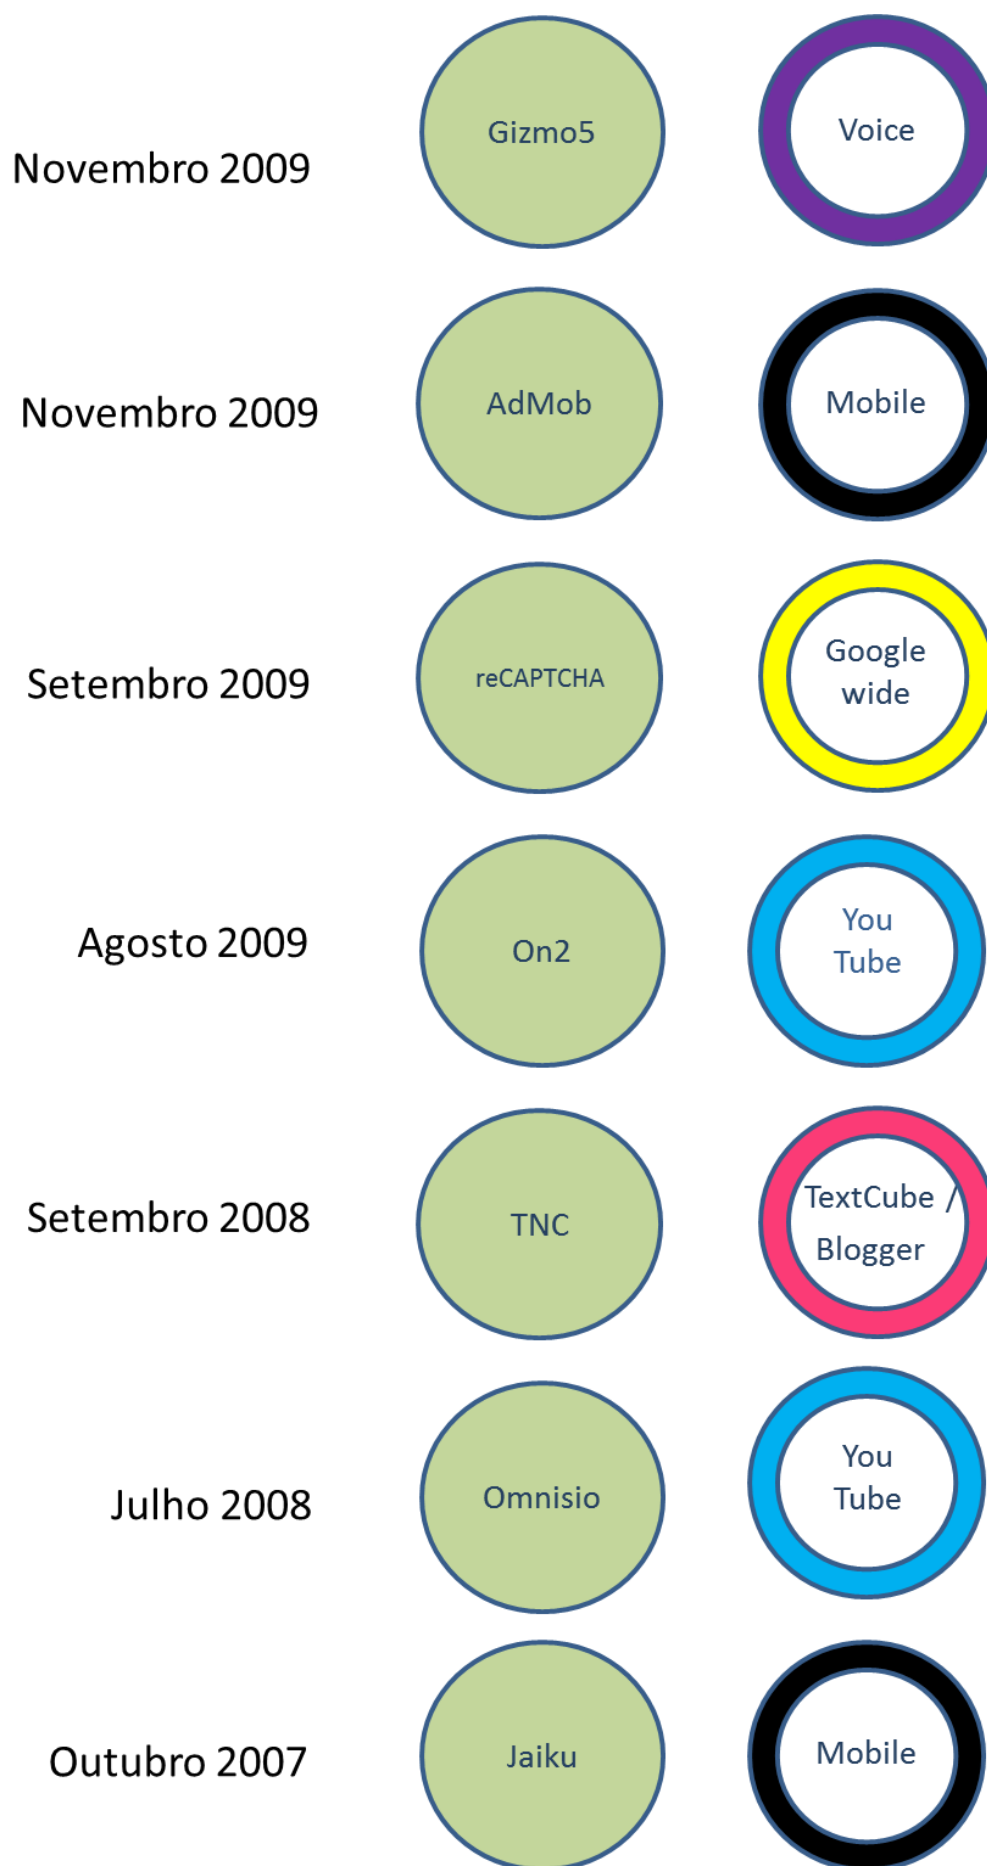 Novembro 2009
Gizmo5
Voice
Novembro 2009
AdMob
Mobile
Setembro 2009
reCAPTCHA
Google
wide
Agosto 2009
On2
You
Tube
Setembro 2008
TNC
TextCube /
Blogger
Julho 2008
Omnisio
You
Tube
Outubro 2007
Jaiku
Mobile